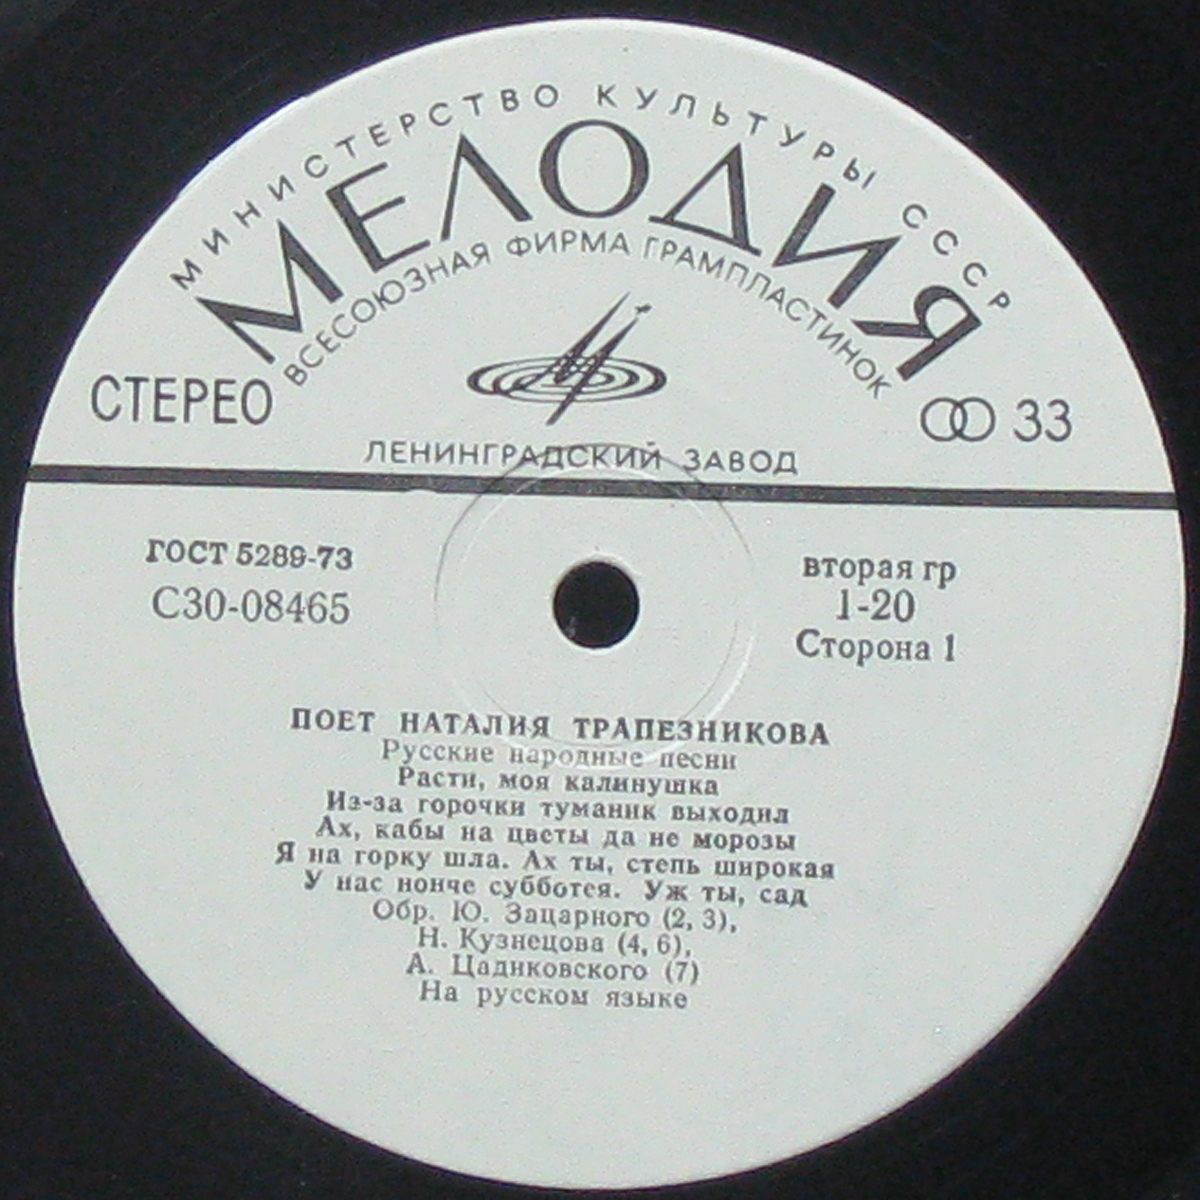 МИНИСТЕРСТВО КУЛЬТУРЫ СССР
МЕЛОДИЯ
ВСЕСОЮЗНАЯ ФИРМА ГРАМПЛАСТИНОК
СТЕРЕО
33
ЛЕНИНГРАДСКИЙ ЗАВОД
ГОСТ 5289-73
С30-08465
вторая гр
1-20
Сторона 1
ПОЕТ НАТАЛИЯ ТРАПЕЗНИКОВА
Русские народные песни
Расти, моя калинушка
Из-за горочки туманик выходил
Ах, кабы на цветы да не морозы
Я на горку шла. Ах ты, степь широкая
У нас нонче субботея. Уж ты, сад
Обр. Ю. Зацарного (2, 3),
Н. Кузнецова (4, 6),
А. Цадиковского (7)
На русском языке